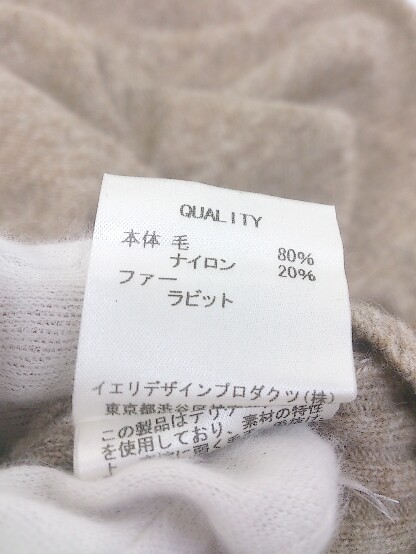 QUALITY
本体 毛 80%
ナイロン 20%
ファー
ラビット
イエリデザインプロダクツ(株)
東京都渋谷区
この製品は 素材の特性
を使用しており、